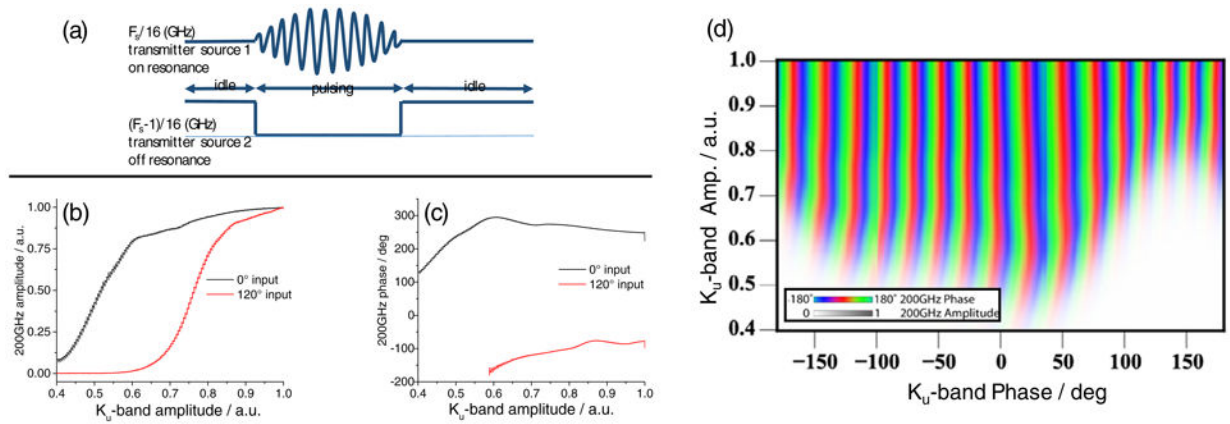 (a)
Fs/16 (GHz)
transmitter source 1
on resonance
idle
pulsing
idle
(Fs-1)/16 (GHz)
transmitter source 2
off resonance
(b)
200GHz amplitude / a.u.
1.00
0.75
0.50
0.25
0.00
0° input
120° input
0.4 0.5 0.6 0.7 0.8 0.9 1.0
Ku-band amplitude / a.u.
(c)
200GHz phase / deg
300
200
100
0
-100
-200
0° input
120° input
0.4 0.5 0.6 0.7 0.8 0.9 1.0
Ku-band amplitude / a.u.
(d)
Ku-band Amp. / a.u.
1.0
0.9
0.8
0.7
0.6
0.5
0.4
-180° 180° 200GHz Phase
0 1 200GHz Amplitude
−150 −100 −50 0 50 100 150
Ku-band Phase / deg